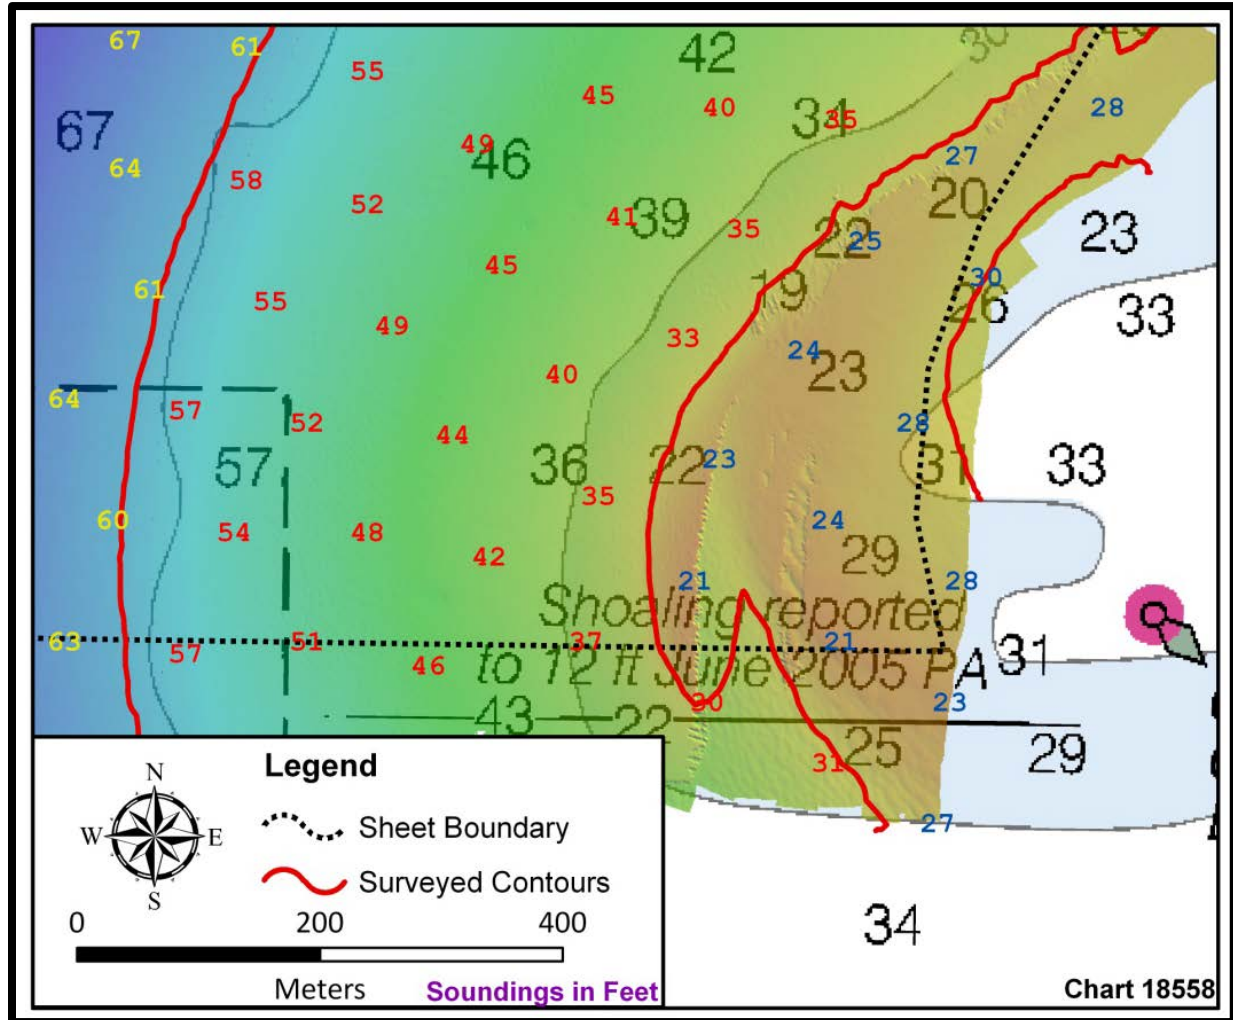 67 61 42 30
55
45 40 34 35 28
67 49 46 27
64 58 52 20
41 39 35 22 25 23
45 30
61 55 19 26 33
49 33 24
40 23
64 57 52 28
44
57 36 22 23 31 33
35
60 54 48 24
42 29
21 28
Shoaling reported
63 57 51 37 21 31
46 to 12 ft June 2005 PA
30 23
43 22 25 29
31
27
34
Legend
Sheet Boundary
Surveyed Contours
N
W E
S
0 200 400
Meters
Soundings in Feet
Chart 18558